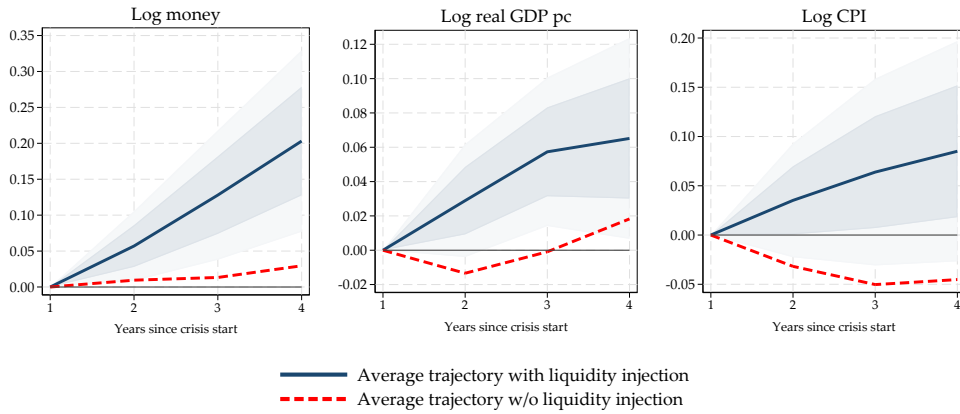 Log money
0.35
0.30
0.25
0.20
0.15
0.10
0.05
0.00
1 2 3 4
Years since crisis start
Log real GDP pc
0.12
0.10
0.08
0.06
0.04
0.02
0.00
-0.02
1 2 3 4
Years since crisis start
Log CPI
0.20
0.15
0.10
0.05
0.00
-0.05
1 2 3 4
Years since crisis start
Average trajectory with liquidity injection
Average trajectory w/o liquidity injection